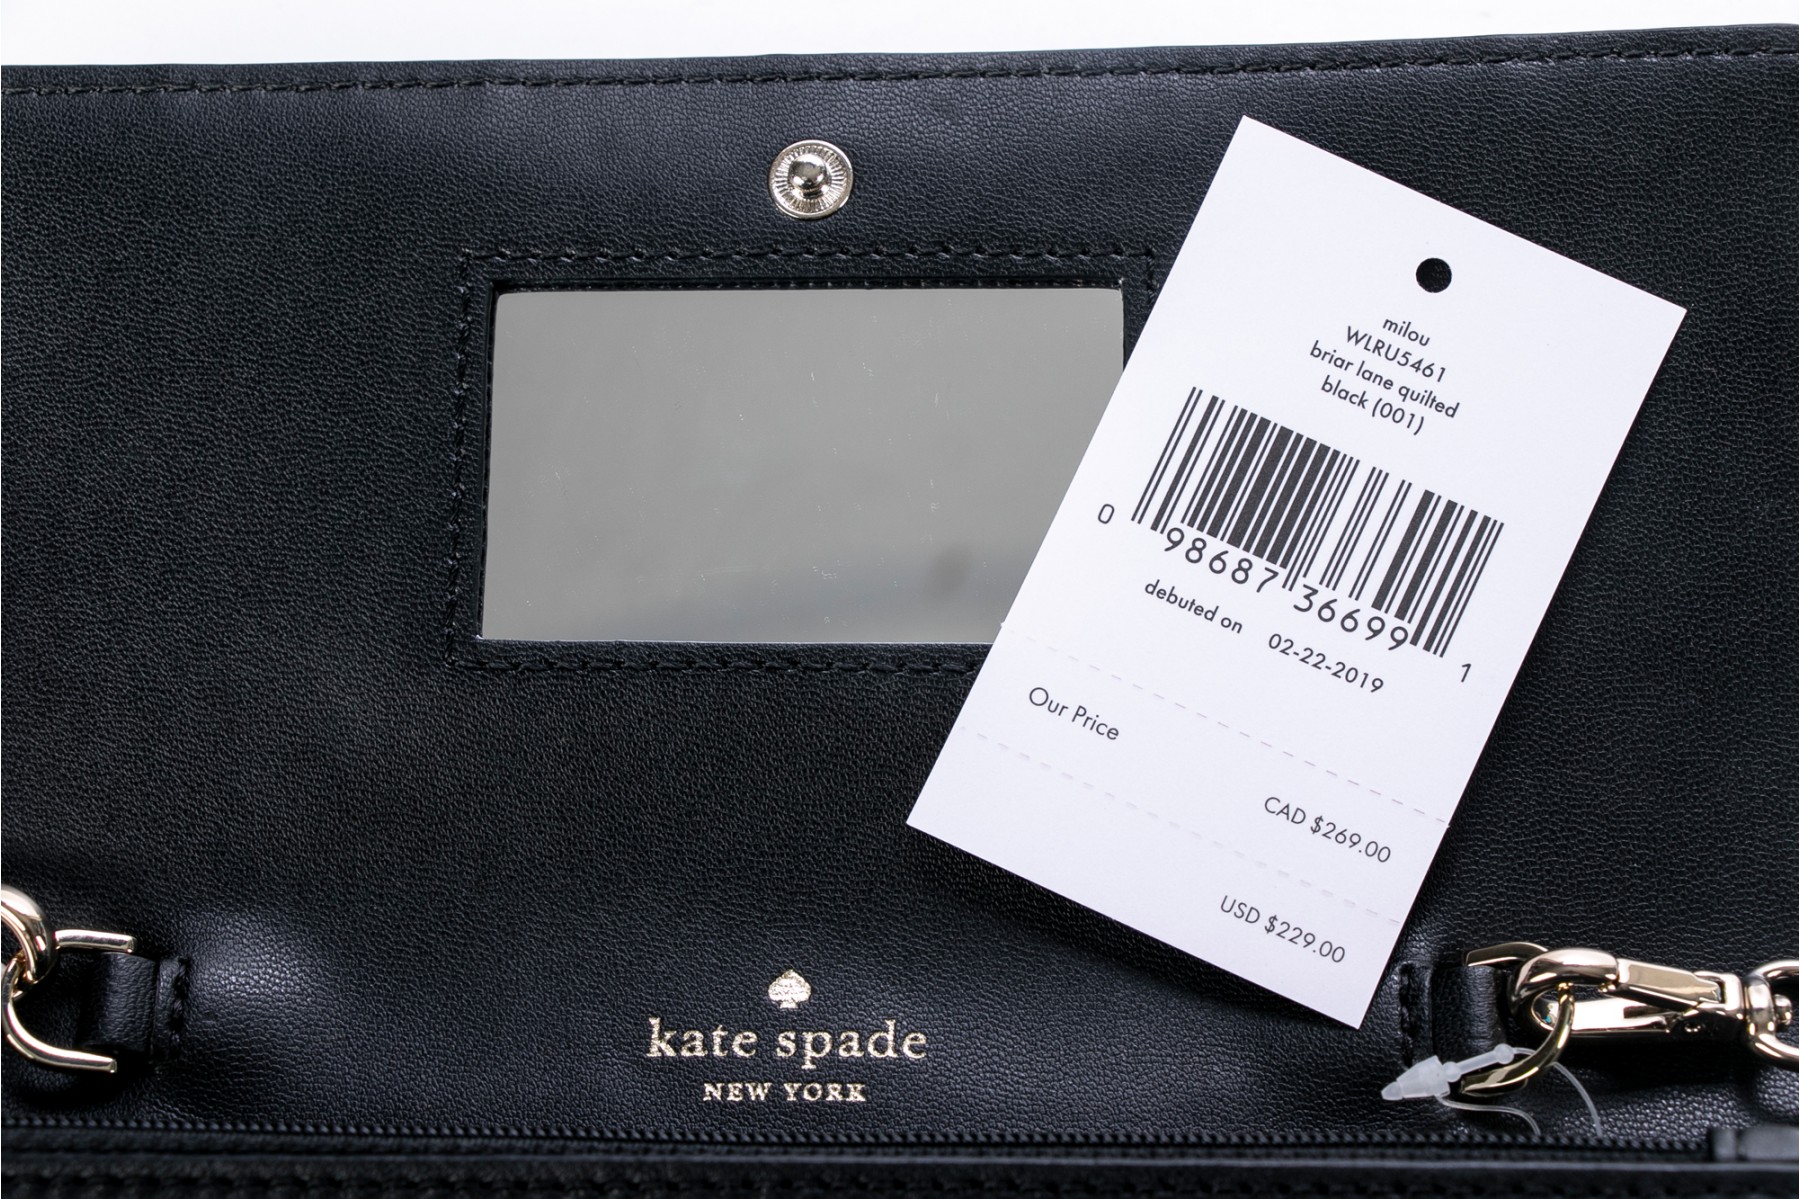 milou
WLRU5461
briar lane quilted
black (001)
0 98687 36699 1
debuted on 02-22-2019
Our Price
CAD $269.00
USD $229.00
kate spade
NEW YORK